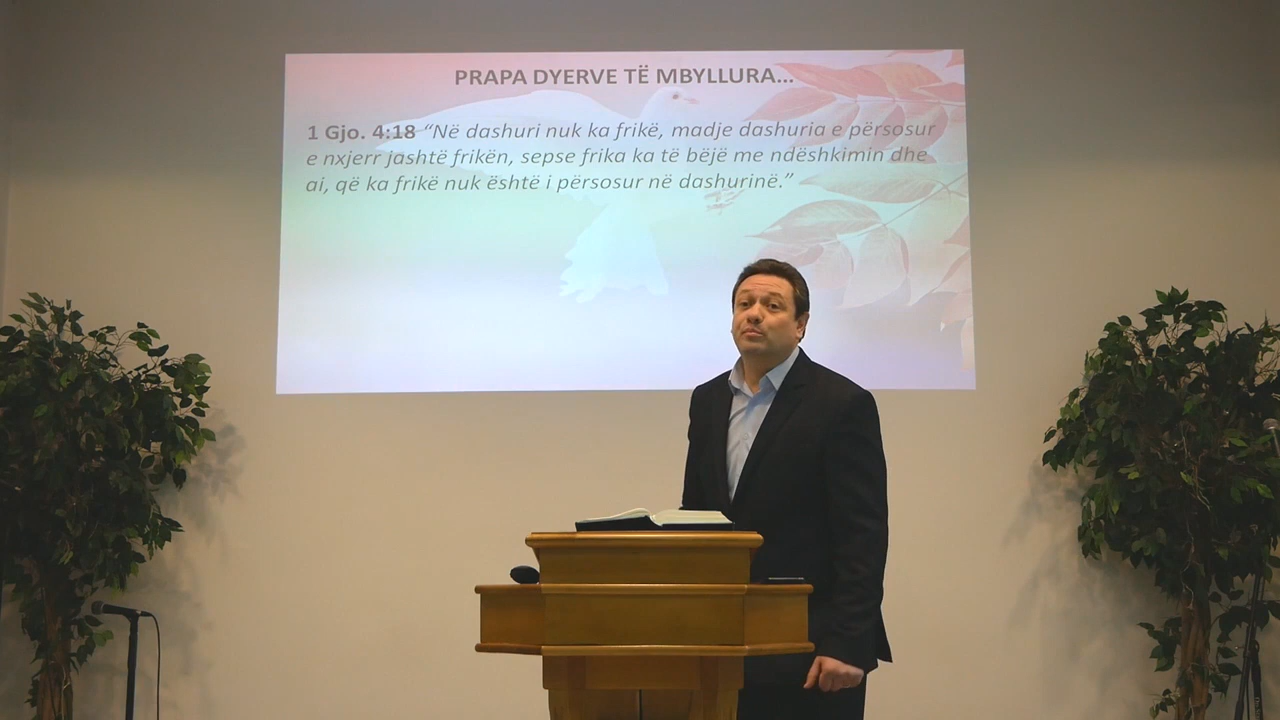 PRAPA DYERVE TË MBYLLURA...
1 Gjo. 4:18 “Në dashuri nuk ka frikë, madje dashuria e përsosur
e nxjerr jashtë frikën, sepse frika ka të bëjë me ndëshkimin dhe
ai, që ka frikë nuk është i përsosur në dashurinë.”